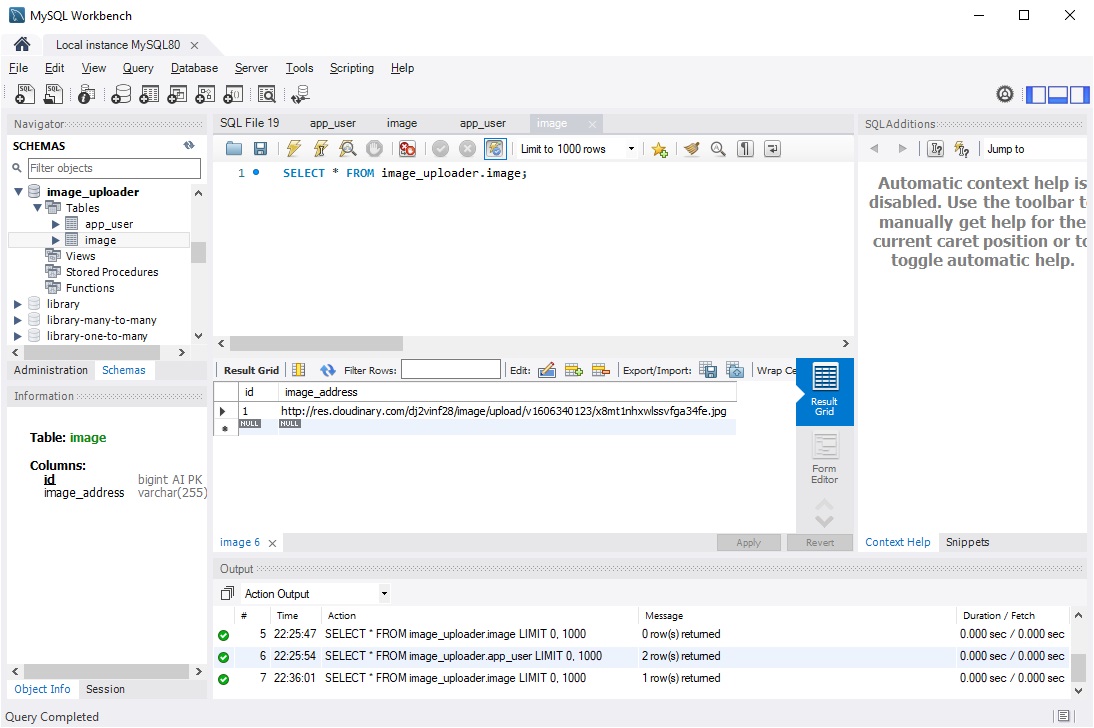 MySQL Workbench
Local instance MySQL80
File Edit View Query Database Server Tools Scripting Help
Navigator
SCHEMAS
Filter objects
image_uploader
Tables
app_user
image
Views
Stored Procedures
Functions
library
library-many-to-many
library-one-to-many
Administration Schemas
Information
Table: image
Columns:
id bigint AI PK
image_address varchar(255)
Object Info Session
SQL File 19 app_user image app_user image
Limit to 1000 rows
1 SELECT * FROM image_uploader.image;
Result Grid Filter Rows: Edit: Export/Import: Wrap Ce
id image_address
1 http://res.cloudinary.com/dj2vinf28/image/upload/v1606340123/x8mt1nhxwlssvfga34fe.jpg
NULL NULL
Result
Grid
Form
Editor
image 6 Apply Revert
SQLAdditions
Jump to
Automatic context help is
disabled. Use the toolbar t
manually get help for the
current caret position or to
toggle automatic help.
Context Help Snippets
Output
Action Output
# Time Action Message Duration / Fetch
5 22:25:47 SELECT * FROM image_uploader.image LIMIT 0, 1000 0 row(s) returned 0.000 sec / 0.000 sec
6 22:25:54 SELECT * FROM image_uploader.app_user LIMIT 0, 1000 2 row(s) returned 0.000 sec / 0.000 sec
7 22:36:01 SELECT * FROM image_uploader.image LIMIT 0, 1000 1 row(s) returned 0.000 sec / 0.000 sec
Query Completed